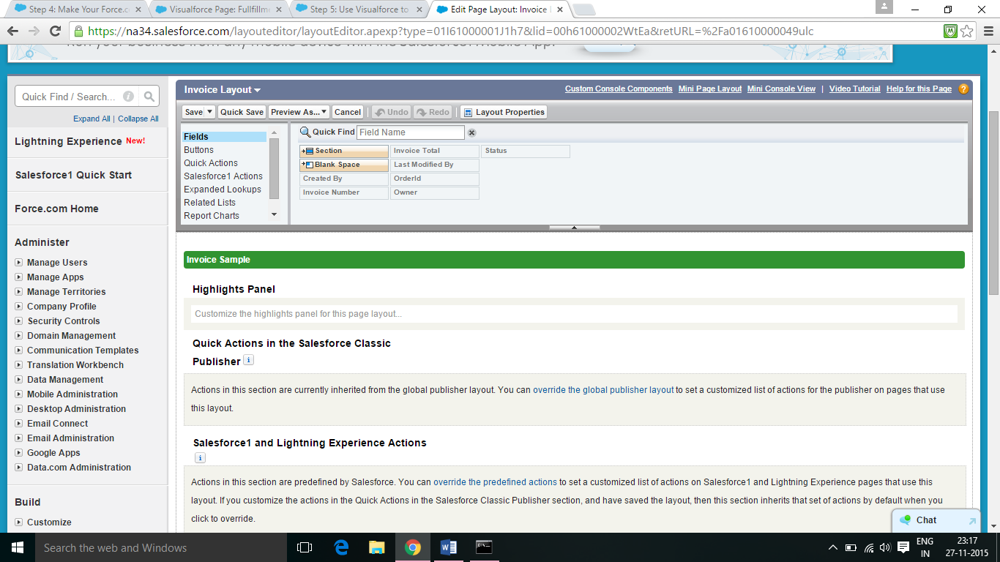 Step 4: Make Your Force.c
Visualforce Page: Fullfillm
Step 5: Use Visualforce to
Edit Page Layout: Invoice
https://na34.salesforce.com/layouteditor/layoutEditor.apexp?type=01I61000001J1h7&lid=00h61000002WtEa&retURL=%2Fa01610000049ulc
Quick Find / Search...
Expand All | Collapse All
Lightning Experience New!
Salesforce1 Quick Start
Force.com Home
Administer
Manage Users
Manage Apps
Manage Territories
Company Profile
Security Controls
Domain Management
Communication Templates
Translation Workbench
Data Management
Mobile Administration
Desktop Administration
Email Connect
Email Administration
Google Apps
Data.com Administration
Build
Customize
Invoice Layout
Custom Console Components Mini Page Layout Mini Console View | Video Tutorial Help for this Page ?
Save Quick Save Preview As... Cancel Undo Redo Layout Properties
Fields
Buttons
Quick Actions
Salesforce1 Actions
Expanded Lookups
Related Lists
Report Charts
Quick Find Field Name
Section Invoice Total Status
Blank Space Last Modified By
Created By OrderId
Invoice Number Owner
Invoice Sample
Highlights Panel
Customize the highlights panel for this page layout...
Quick Actions in the Salesforce Classic
Publisher i
Actions in this section are currently inherited from the global publisher layout. You can override the global publisher layout to set a customized list of actions for the publisher on pages that use
this layout.
Salesforce1 and Lightning Experience Actions
i
Actions in this section are predefined by Salesforce. You can override the predefined actions to set a customized list of actions on Salesforce1 and Lightning Experience pages that use this
layout. If you customize the actions in the Quick Actions in the Salesforce Classic Publisher section, and have saved the layout, then this section inherits that set of actions by default when you
click to override.
Chat
Search the web and Windows
ENG
IN
23:17
27-11-2015